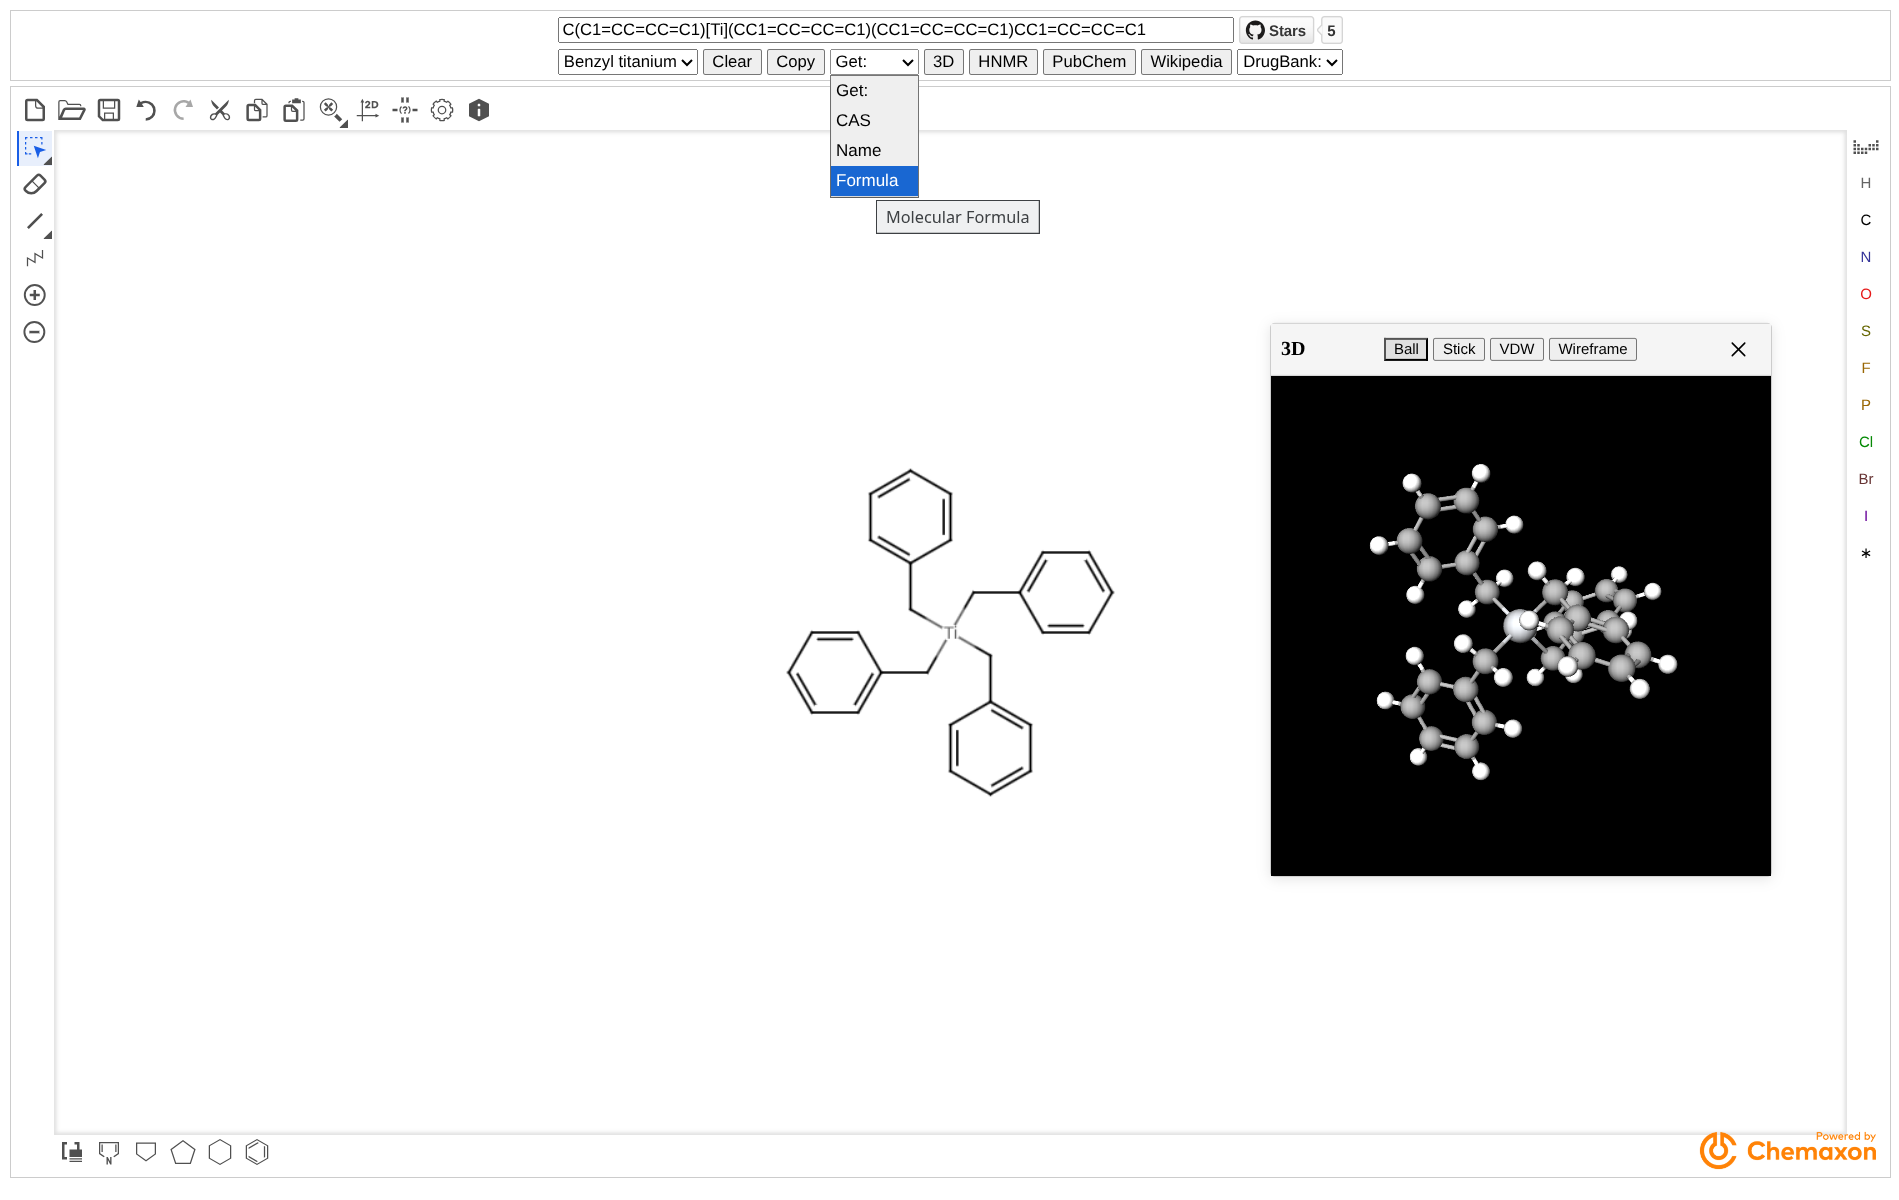 C(C1=CC=CC=C1)[Ti](CC1=CC=CC=C1)(CC1=CC=CC=C1)CC1=CC=CC=C1 Stars 5
Benzyl titanium Clear Copy Get: 3D HNMR PubChem Wikipedia DrugBank:
Get:
CAS
Name
Formula
Molecular Formula
2D
(?)
H
C
N
O
S
F
P
Cl
Br
I
*
3D Ball Stick VDW Wireframe
Ti
N
Powered by
Chemaxon